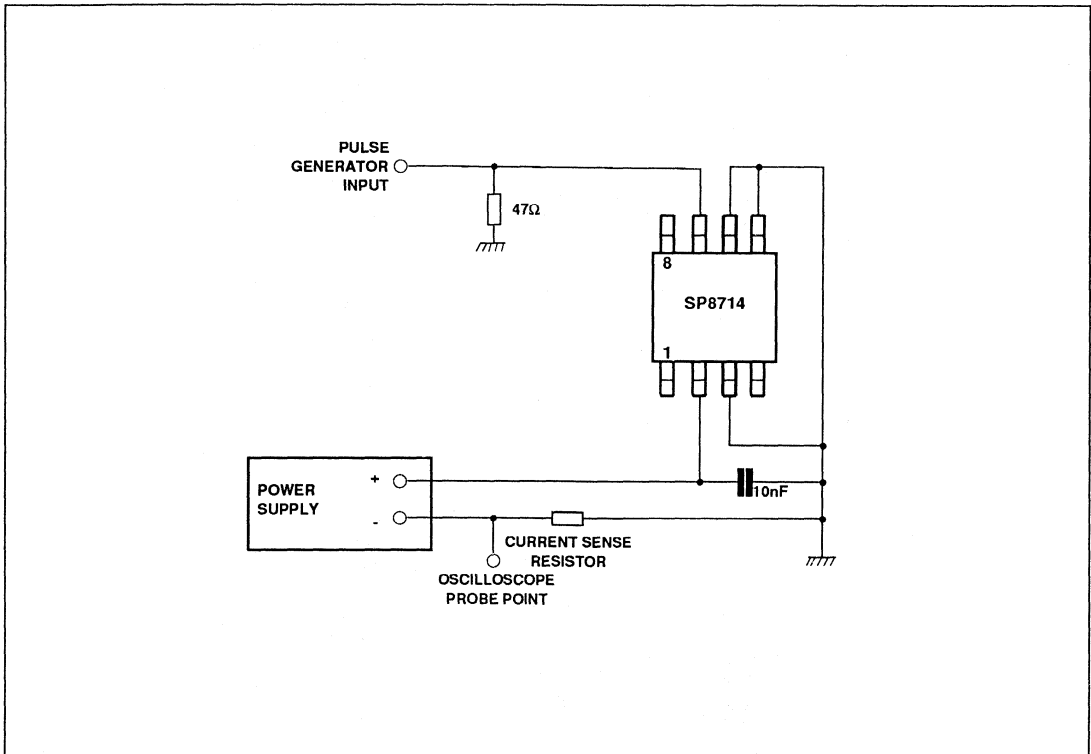 PULSE
GENERATOR
INPUT
47Ω
8
SP8714
1
POWER
SUPPLY
+
-
10nF
CURRENT SENSE
RESISTOR
OSCILLOSCOPE
PROBE POINT